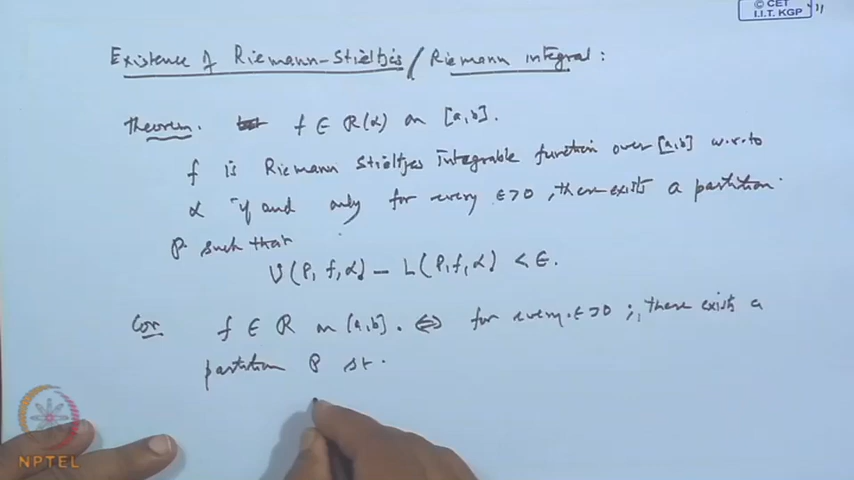 © CET
I.I.T. KGP
Existence of Riemann-Stieltjes / Riemann integral :
Theorem. f ∈ R(α) on [a,b].
f is Riemann Stieltjes Integrable function over [a,b] w.r.to
α if and only for every ε>0, there exists a partition
P such that
U(P, f, α) - L(P, f, α) < ε.
Cor f ∈ R on [a,b]. ⇔ for every ε>0 ; there exists a
partition P st.
NPTEL